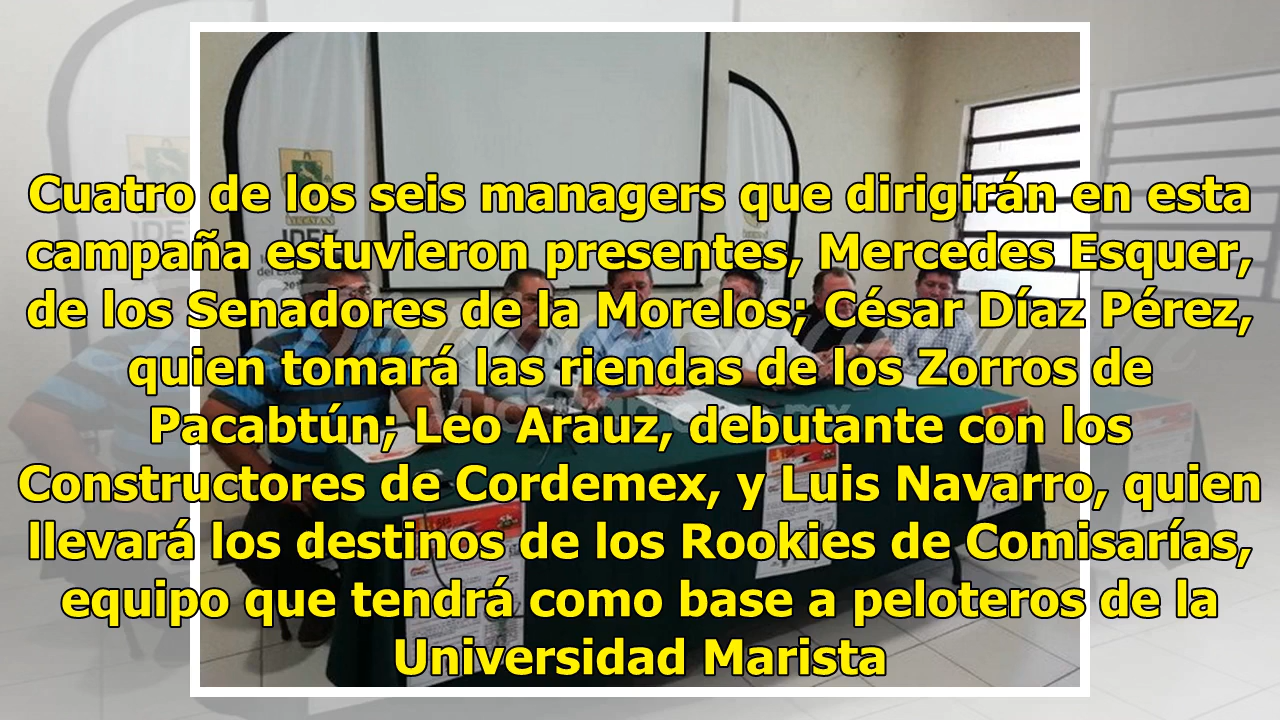 Cuatro de los seis managers que dirigirán en esta
campaña estuvieron presentes, Mercedes Esquer,
de los Senadores de la Morelos; César Díaz Pérez,
quien tomará las riendas de los Zorros de
Pacabtún; Leo Arauz, debutante con los
Constructores de Cordemex, y Luis Navarro, quien
llevará los destinos de los Rookies de Comisarías,
equipo que tendrá como base a peloteros de la
Universidad Marista
YUCATÁN
IDEY